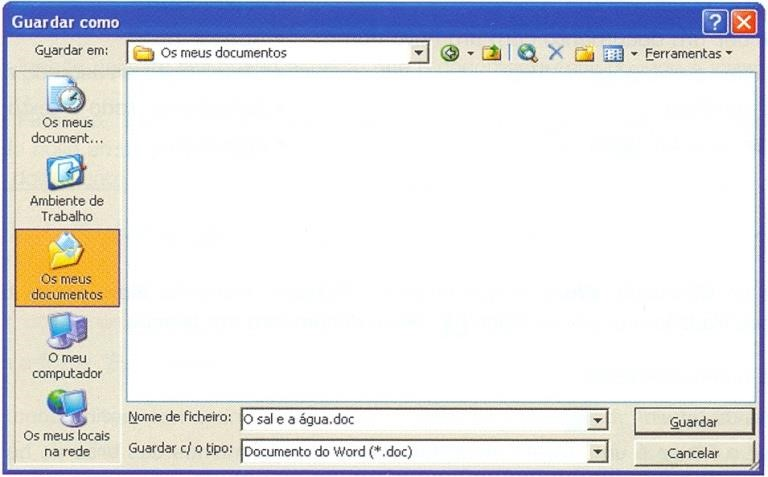 Guardar como
Guardar em:
Os meus documentos
Ferramentas
Os meus
document...
Ambiente de
Trabalho
Os meus
documentos
O meu
computador
Os meus locais
na rede
Nome de ficheiro:
O sal e a água.doc
Guardar
Guardar c/ o tipo:
Documento do Word (*.doc)
Cancelar